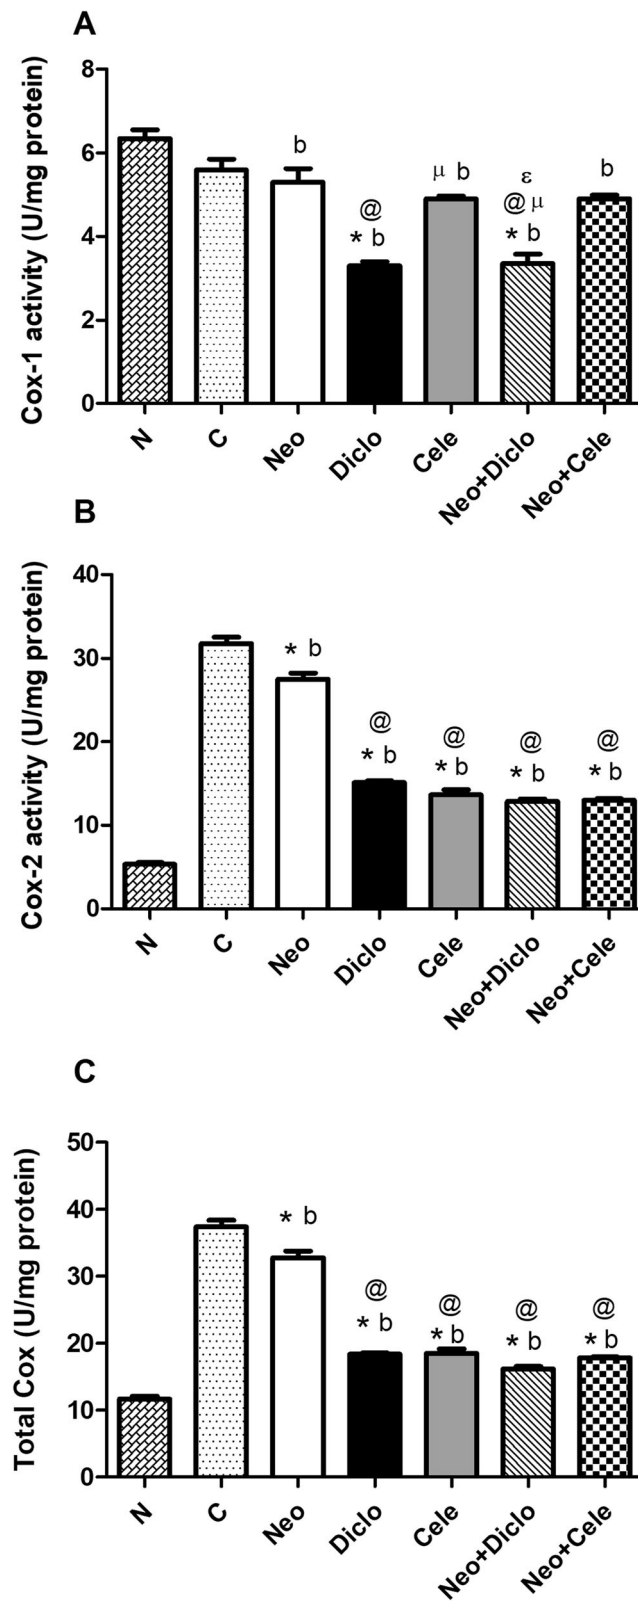 A
Cox-1 activity (U/mg protein)
8
6
4
2
0
b
@
* b
μ b
ε
@ μ
* b
b
N
C
Neo
Diclo
Cele
Neo+Diclo
Neo+Cele
B
Cox-2 activity (U/mg protein)
40
30
20
10
0
* b
@
* b
@
* b
@
* b
@
* b
N
C
Neo
Diclo
Cele
Neo+Diclo
Neo+Cele
C
Total Cox (U/mg protein)
50
40
30
20
10
0
* b
@
* b
@
* b
@
* b
@
* b
N
C
Neo
Diclo
Cele
Neo+Diclo
Neo+Cele